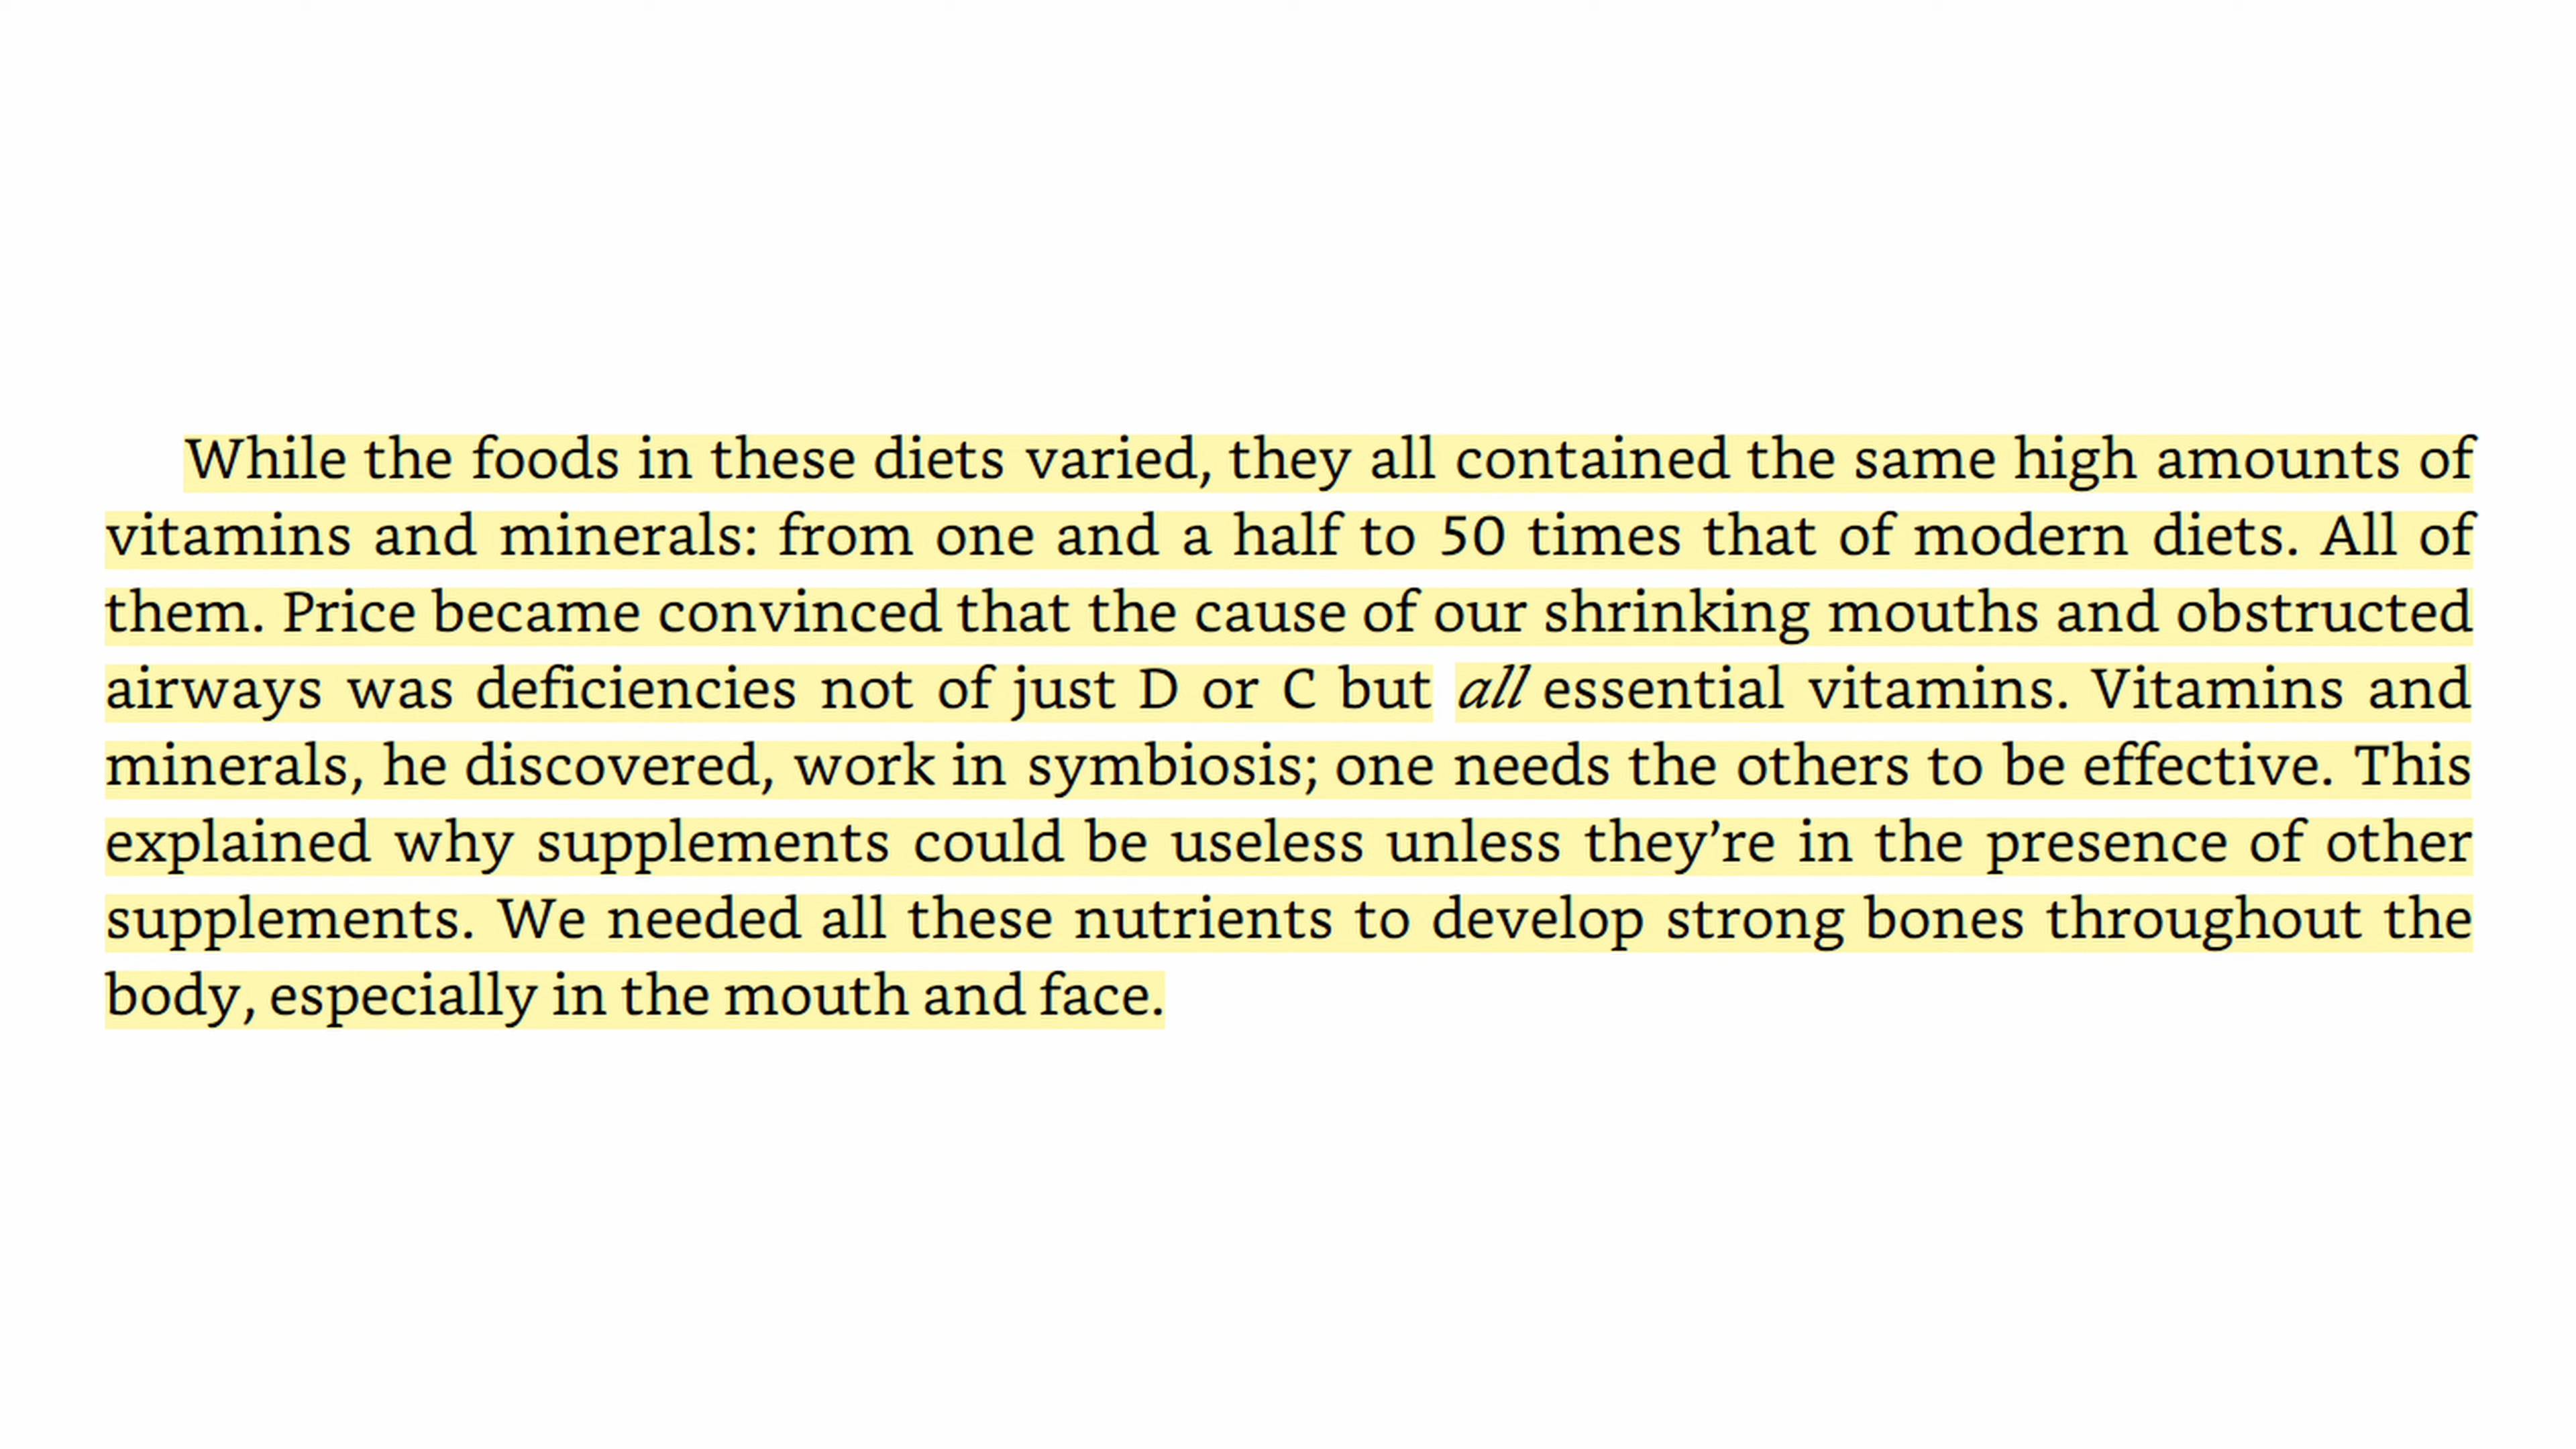 While the foods in these diets varied, they all contained the same high amounts of
vitamins and minerals: from one and a half to 50 times that of modern diets. All of
them. Price became convinced that the cause of our shrinking mouths and obstructed
airways was deficiencies not of just D or C but all essential vitamins. Vitamins and
minerals, he discovered, work in symbiosis; one needs the others to be effective. This
explained why supplements could be useless unless they’re in the presence of other
supplements. We needed all these nutrients to develop strong bones throughout the
body, especially in the mouth and face.